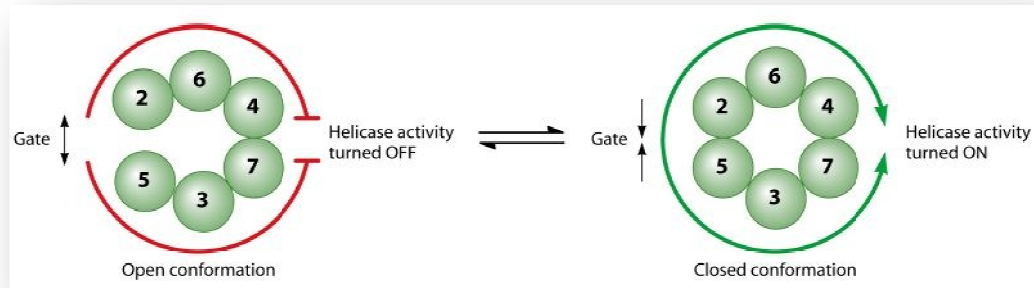 2
6
4
7
3
5
Gate
Helicase activity
turned OFF
Open conformation
6
2
4
5
7
3
Gate
Helicase activity
turned ON
Closed conformation